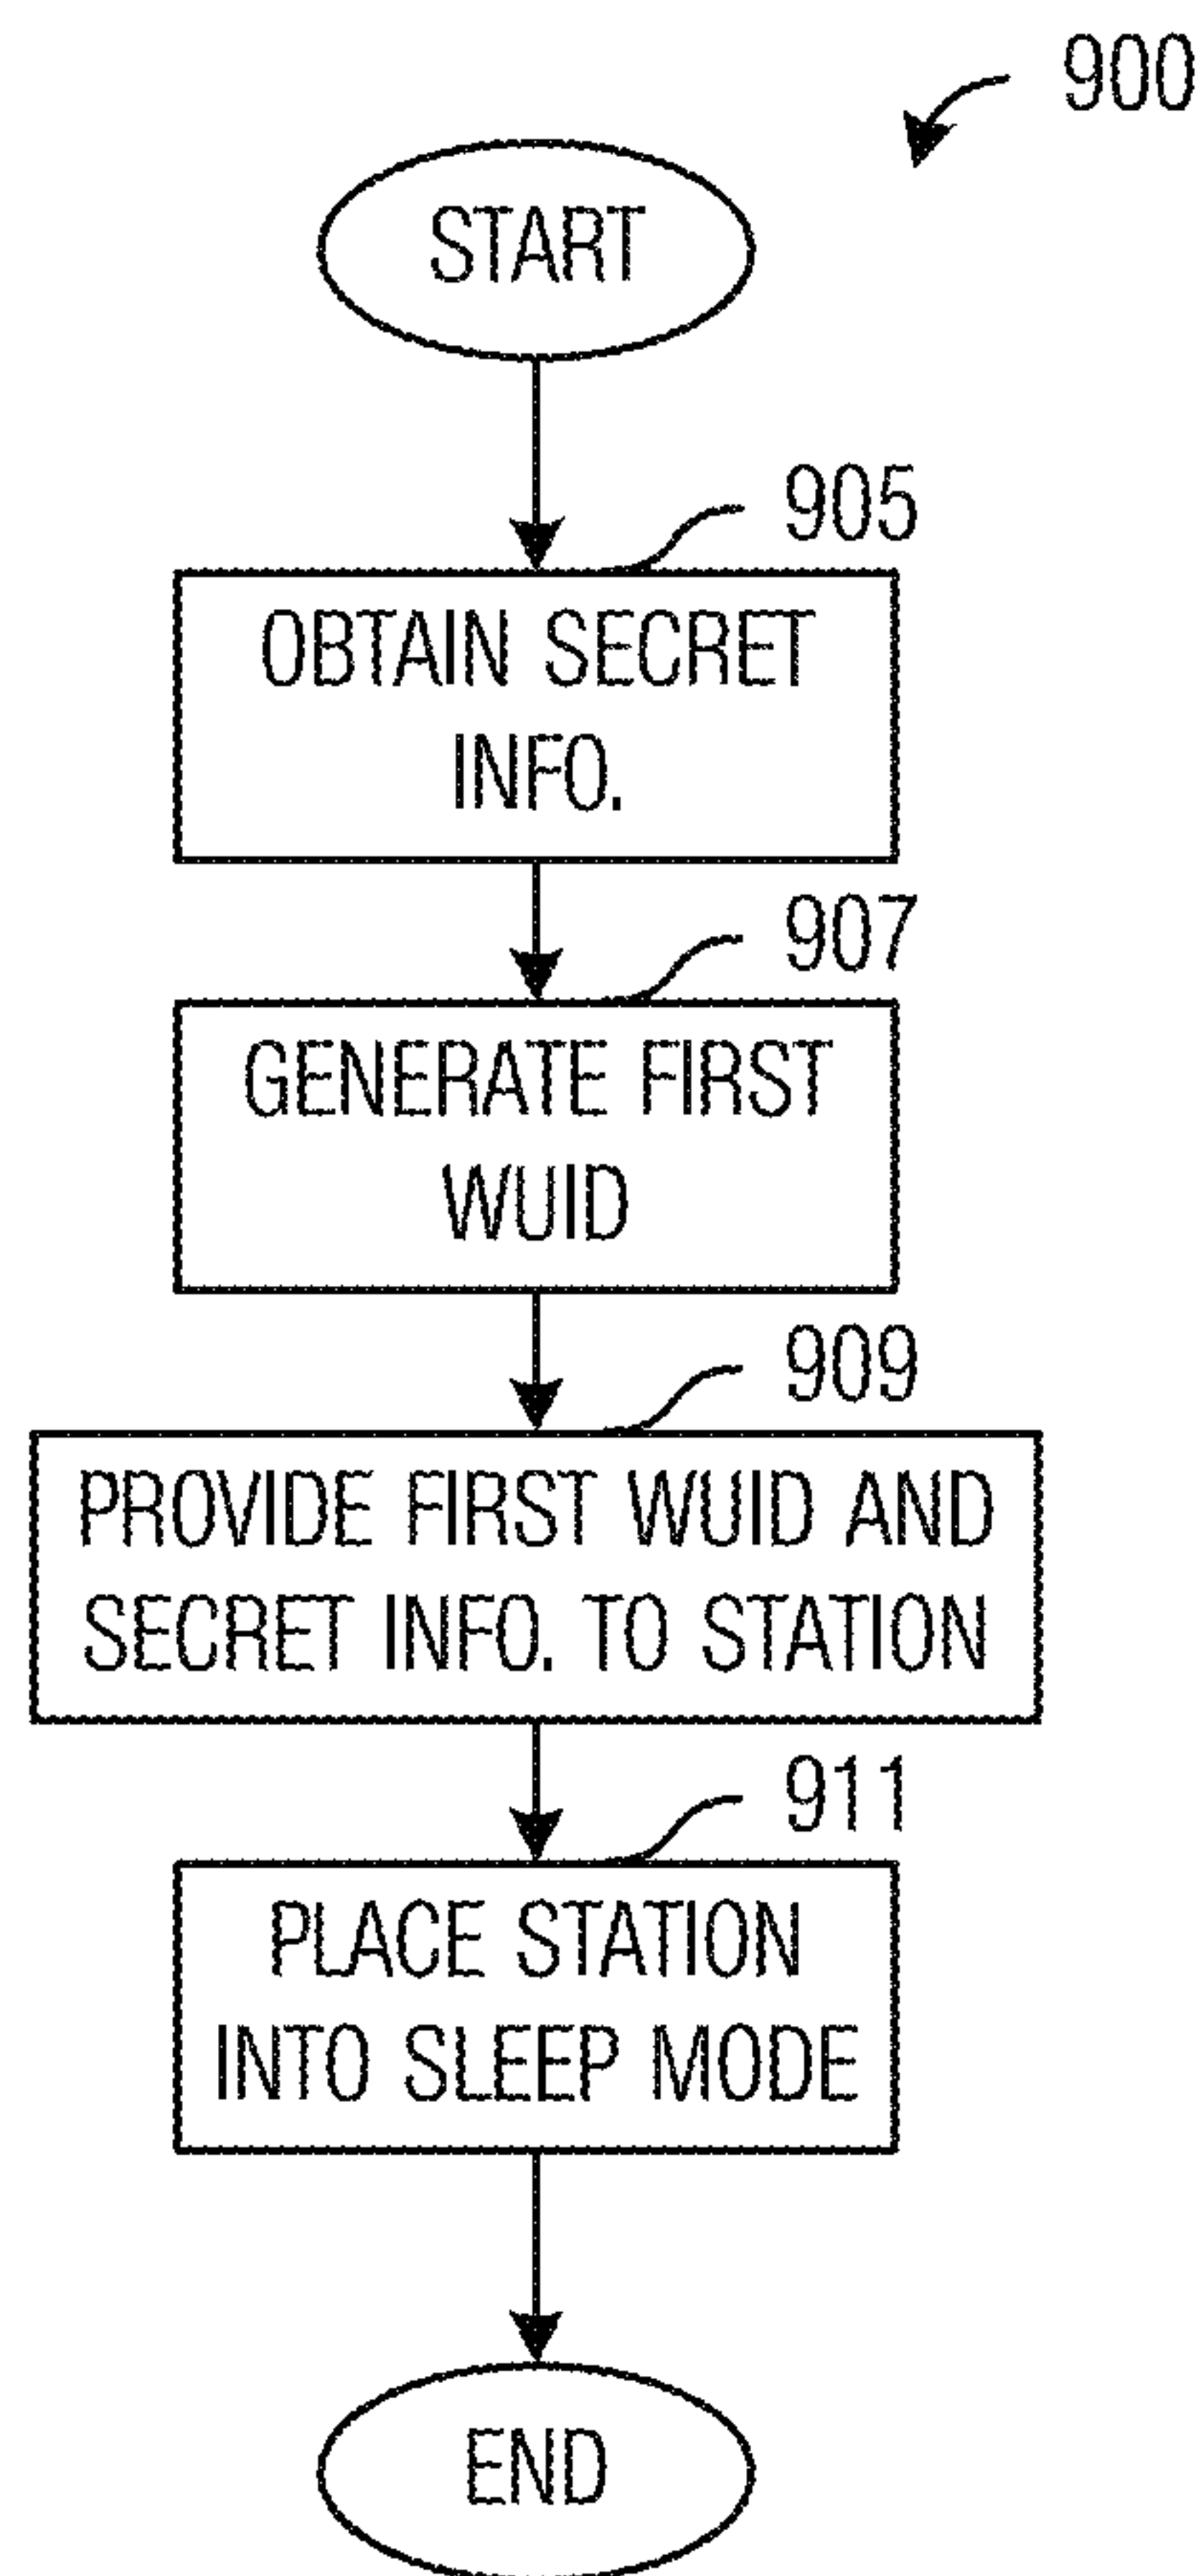 900
START
905
OBTAIN SECRET
INFO.
907
GENERATE FIRST
WUID
909
PROVIDE FIRST WUID AND
SECRET INFO. TO STATION
911
PLACE STATION
INTO SLEEP MODE
END